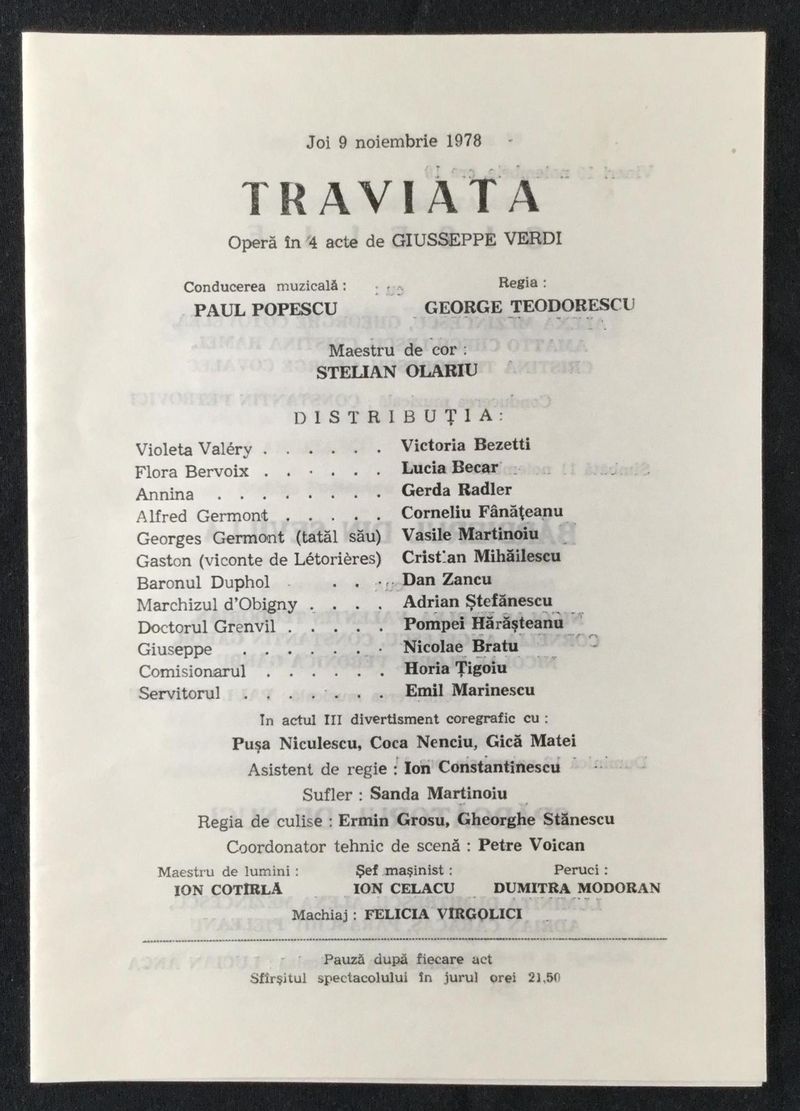 Joi 9 noiembrie 1978
TRAVIATA
Operă în 4 acte de GIUSSEPPE VERDI
Conducerea muzicală :
PAUL POPESCU
Regia :
GEORGE TEODORESCU
Maestru de cor :
STELIAN OLARIU
DISTRIBUŢIA:
Violeta Valéry . . . . . . Victoria Bezetti
Flora Bervoix . . . . . . Lucia Becar
Annina . . . . . . . . Gerda Radler
Alfred Germont . . . . . Corneliu Fânăţeanu
Georges Germont (tatăl său) Vasile Martinoiu
Gaston (viconte de Létorières) Cristian Mihăilescu
Baronul Duphol . . . . Dan Zancu
Marchizul d'Obigny . . . . Adrian Ştefănescu
Doctorul Grenvil . . . . . Pompei Hărăşteanu
Giuseppe . . . . . . . Nicolae Bratu
Comisionarul . . . . . . Horia Ţigoiu
Servitorul . . . . . . . Emil Marinescu
In actul III divertisment coregrafic cu :
Puşa Niculescu, Coca Nenciu, Gică Matei
Asistent de regie : Ion Constantinescu
Sufler : Sanda Martinoiu
Regia de culise : Ermin Grosu, Gheorghe Stănescu
Coordonator tehnic de scenă : Petre Voican
Maestru de lumini :
ION COTÎRLĂ
Şef maşinist :
ION CELACU
Peruci :
DUMITRA MODORAN
Machiaj : FELICIA VIRGOLICI
Pauză după fiecare act
Sfîrşitul spectacolului în jurul orei 21,50